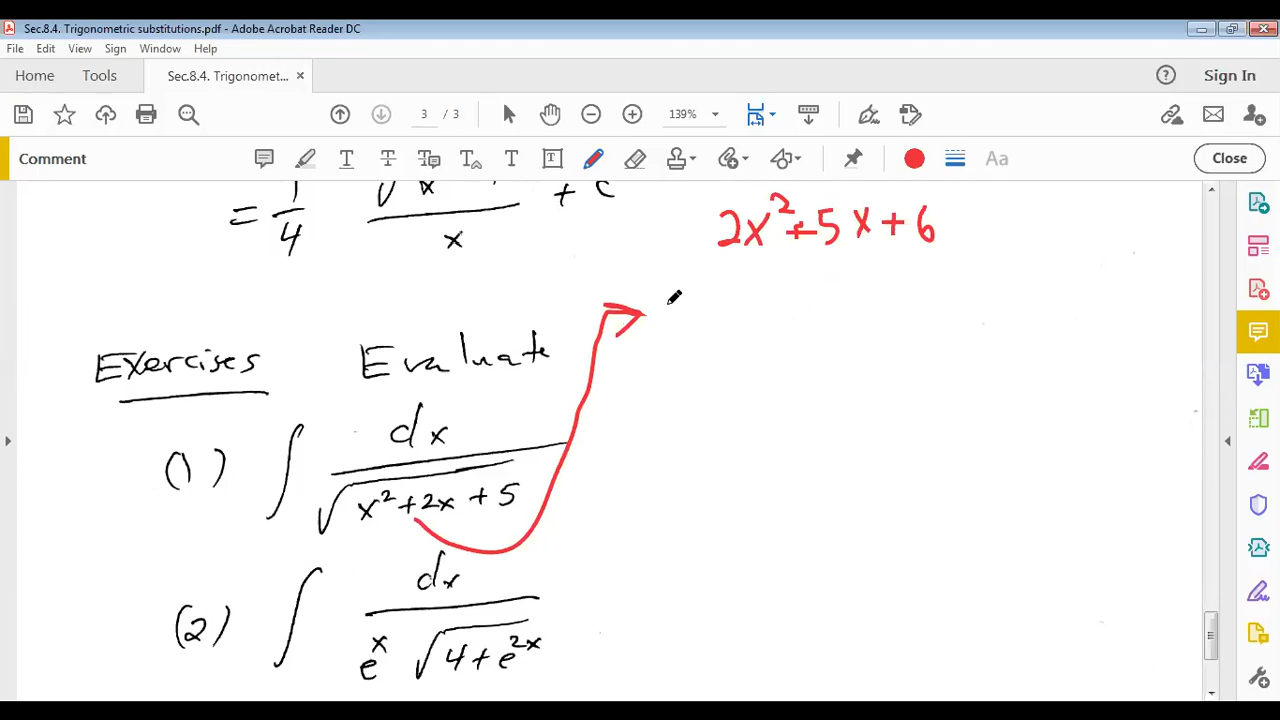 Sec.8.4. Trigonometric substitutions.pdf - Adobe Acrobat Reader DC
File Edit View Sign Window Help
Home Tools Sec.8.4. Trigonomet... × Sign In
3 / 3 139%
Comment Close
= 1/4 √x / x + C
2x² + 5x + 6
Exercises Evaluate
(1) ∫ dx / √(x² + 2x + 5)
(2) ∫ dx / (eˣ √(4 + e²ˣ))